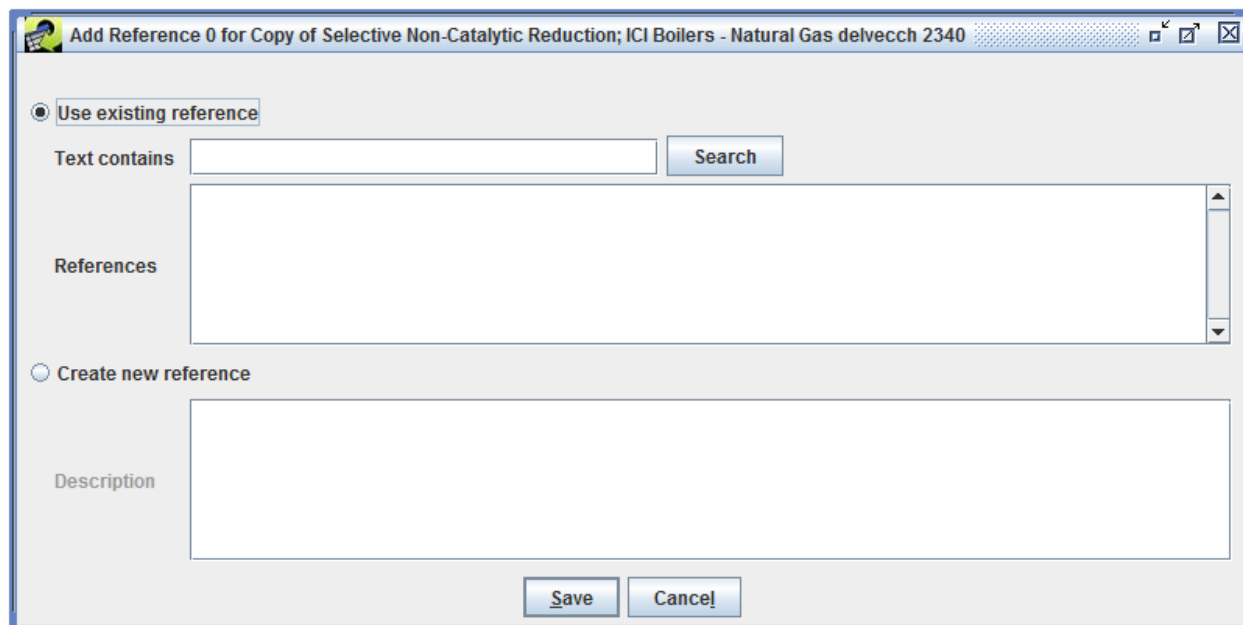 Add Reference 0 for Copy of Selective Non-Catalytic Reduction; ICI Boilers - Natural Gas delvecch 2340
Use existing reference
Text contains
Search
References
Create new reference
Description
Save
Cancel